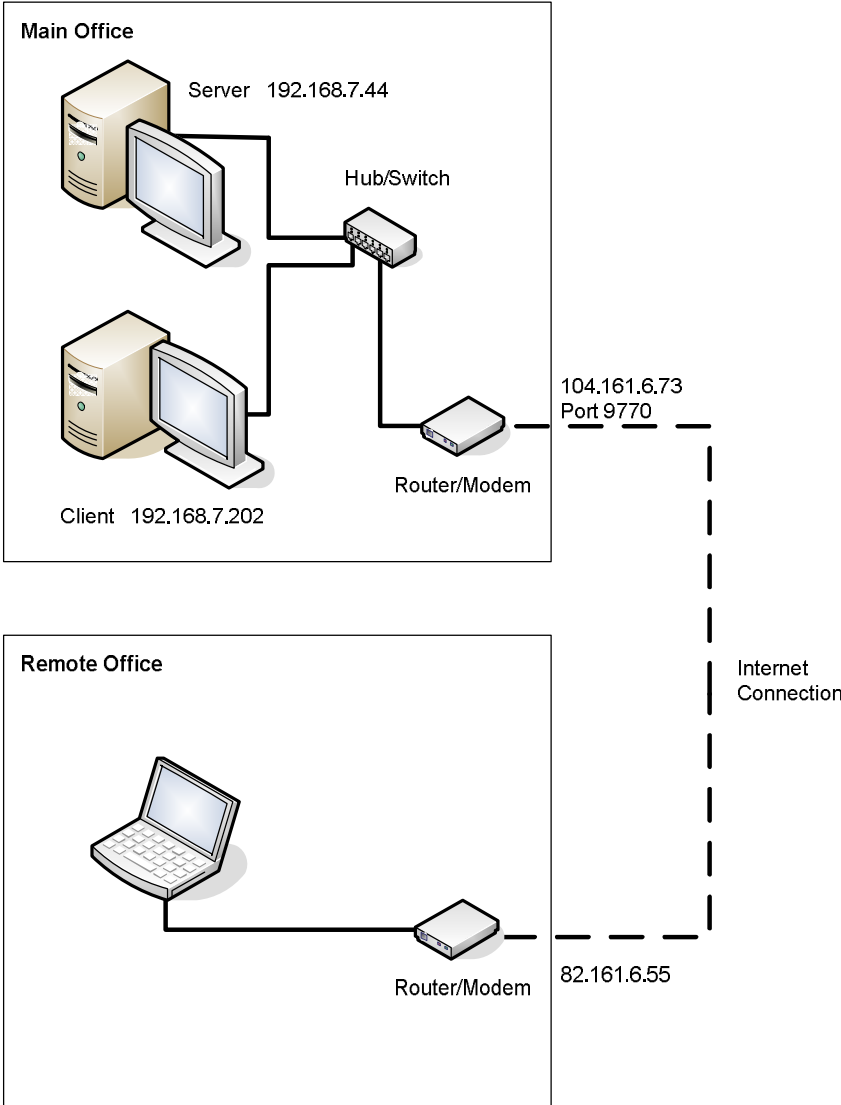 Main Office
Server 192.168.7.44
Hub/Switch
104.161.6.73
Port 9770
Router/Modem
Client 192.168.7.202
Remote Office
Internet
Connection
Router/Modem
82.161.6.55